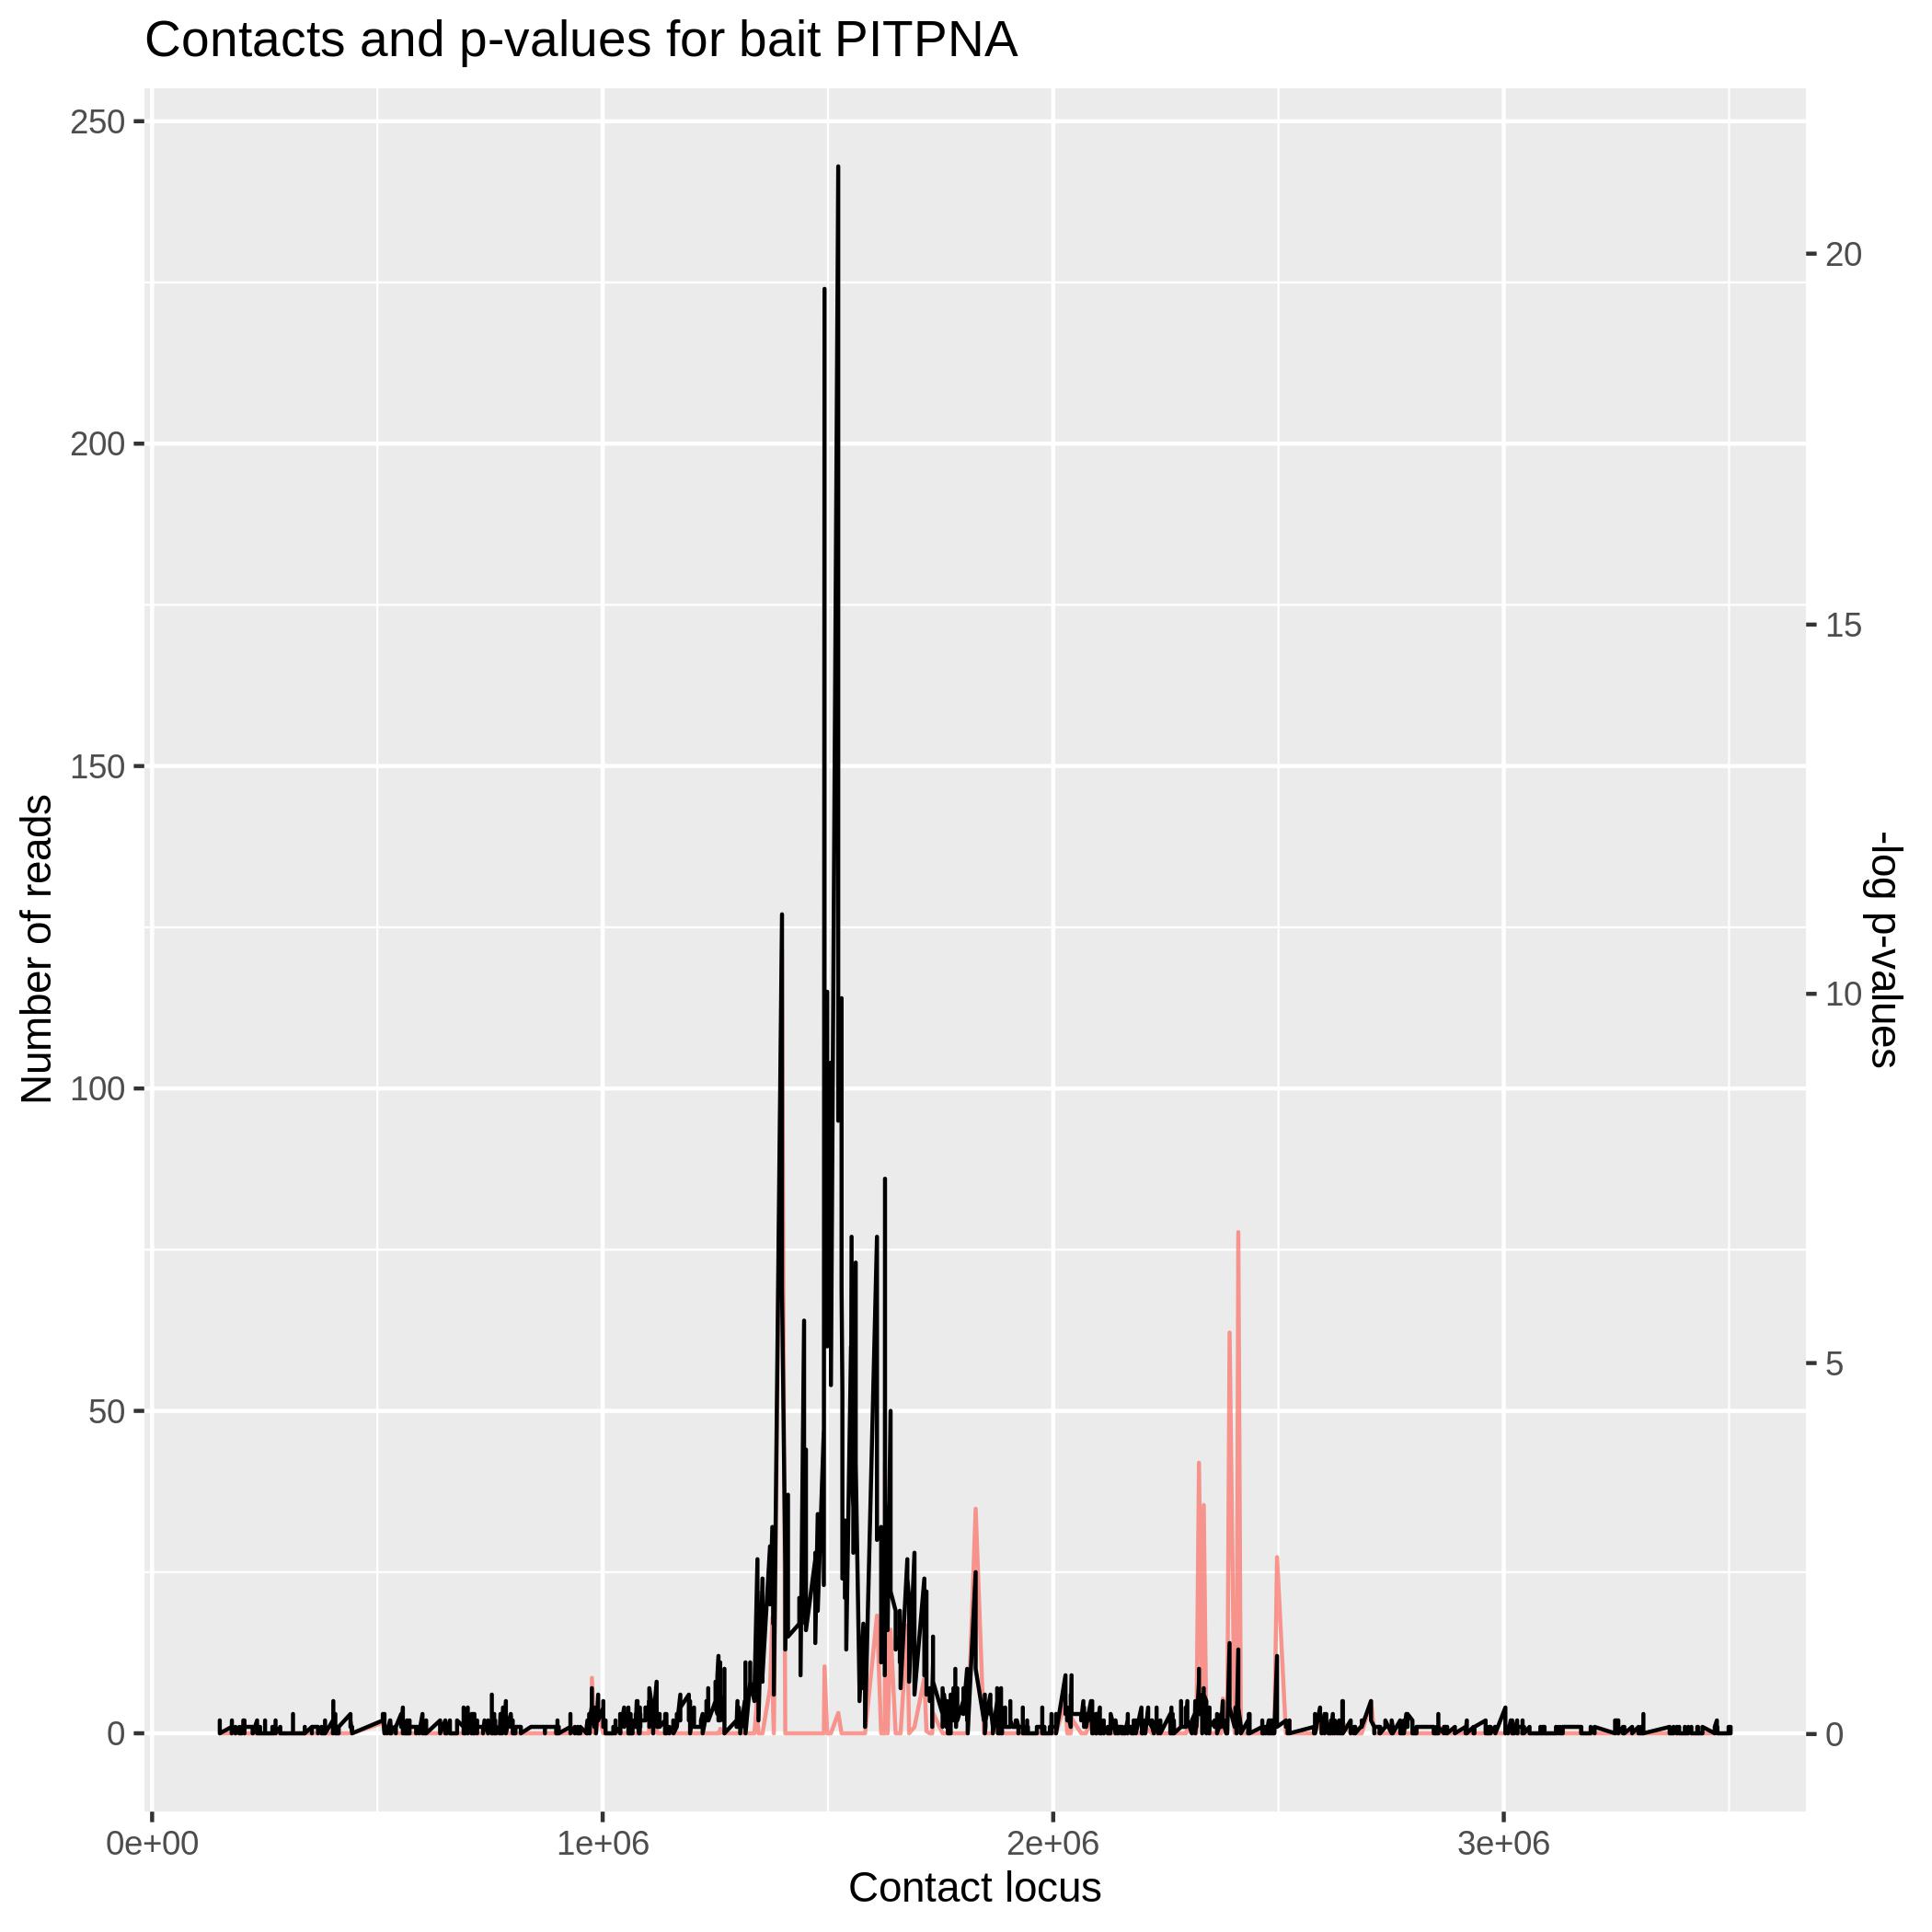 Contacts and p-values for bait PITPNA
250
200
150
100
50
0
Number of reads
20
15
10
5
0
-log p-values
0e+00 1e+06 2e+06 3e+06
Contact locus